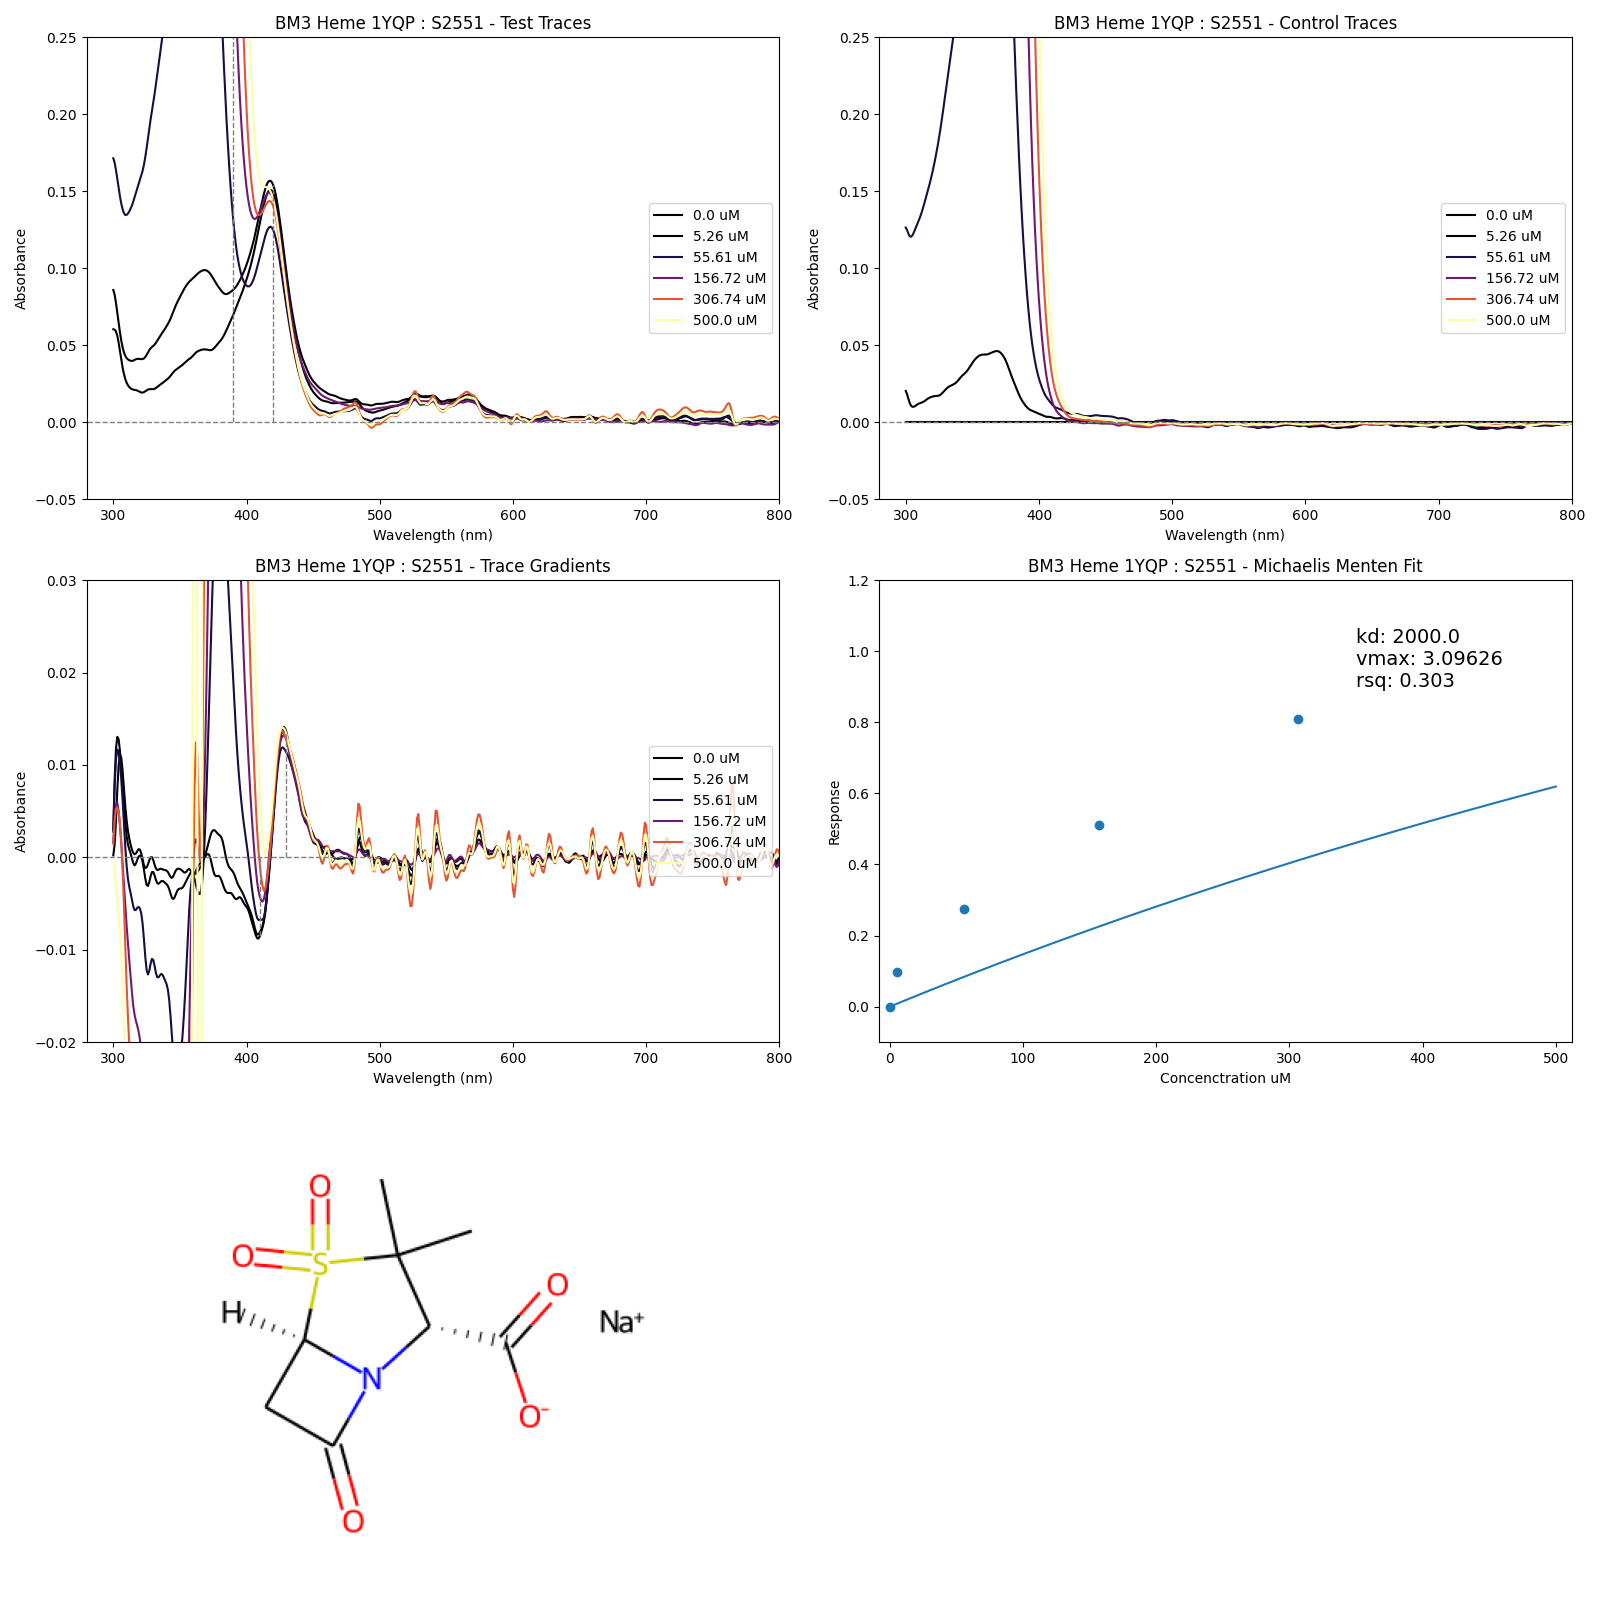 BM3 Heme 1YQP : S2551 - Test Traces
0.25
0.20
0.15
0.10
0.05
0.00
−0.05
Absorbance
0.0 uM
5.26 uM
55.61 uM
156.72 uM
306.74 uM
500.0 uM
300
400
500
600
700
800
Wavelength (nm)
BM3 Heme 1YQP : S2551 - Control Traces
0.25
0.20
0.15
0.10
0.05
0.00
−0.05
Absorbance
0.0 uM
5.26 uM
55.61 uM
156.72 uM
306.74 uM
500.0 uM
300
400
500
600
700
800
Wavelength (nm)
BM3 Heme 1YQP : S2551 - Trace Gradients
0.03
0.02
0.01
0.00
−0.01
−0.02
Absorbance
0.0 uM
5.26 uM
55.61 uM
156.72 uM
306.74 uM
500.0 uM
300
400
500
600
700
800
Wavelength (nm)
BM3 Heme 1YQP : S2551 - Michaelis Menten Fit
1.2
1.0
0.8
0.6
0.4
0.2
0.0
Response
kd: 2000.0
vmax: 3.09626
rsq: 0.303
0
100
200
300
400
500
Concenctration uM
O
O
S
O
H
Na+
N
O−
O